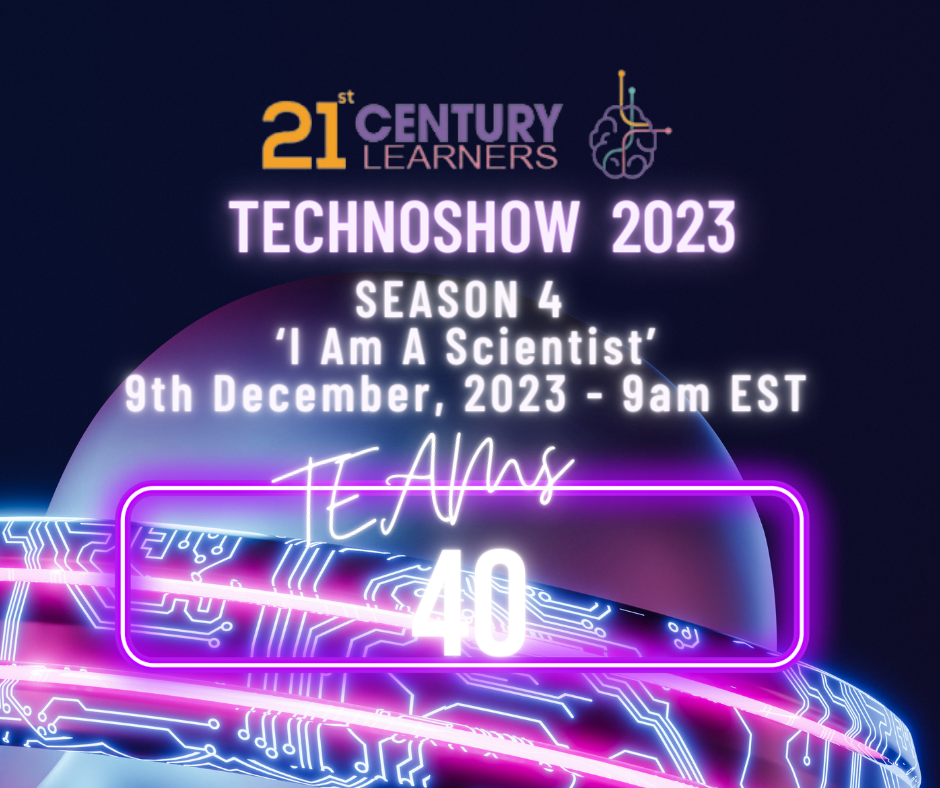 21st CENTURY
LEARNERS
TECHNOSHOW 2023
SEASON 4
‘I Am A Scientist’
9th December, 2023 - 9am EST
TEAMs
40